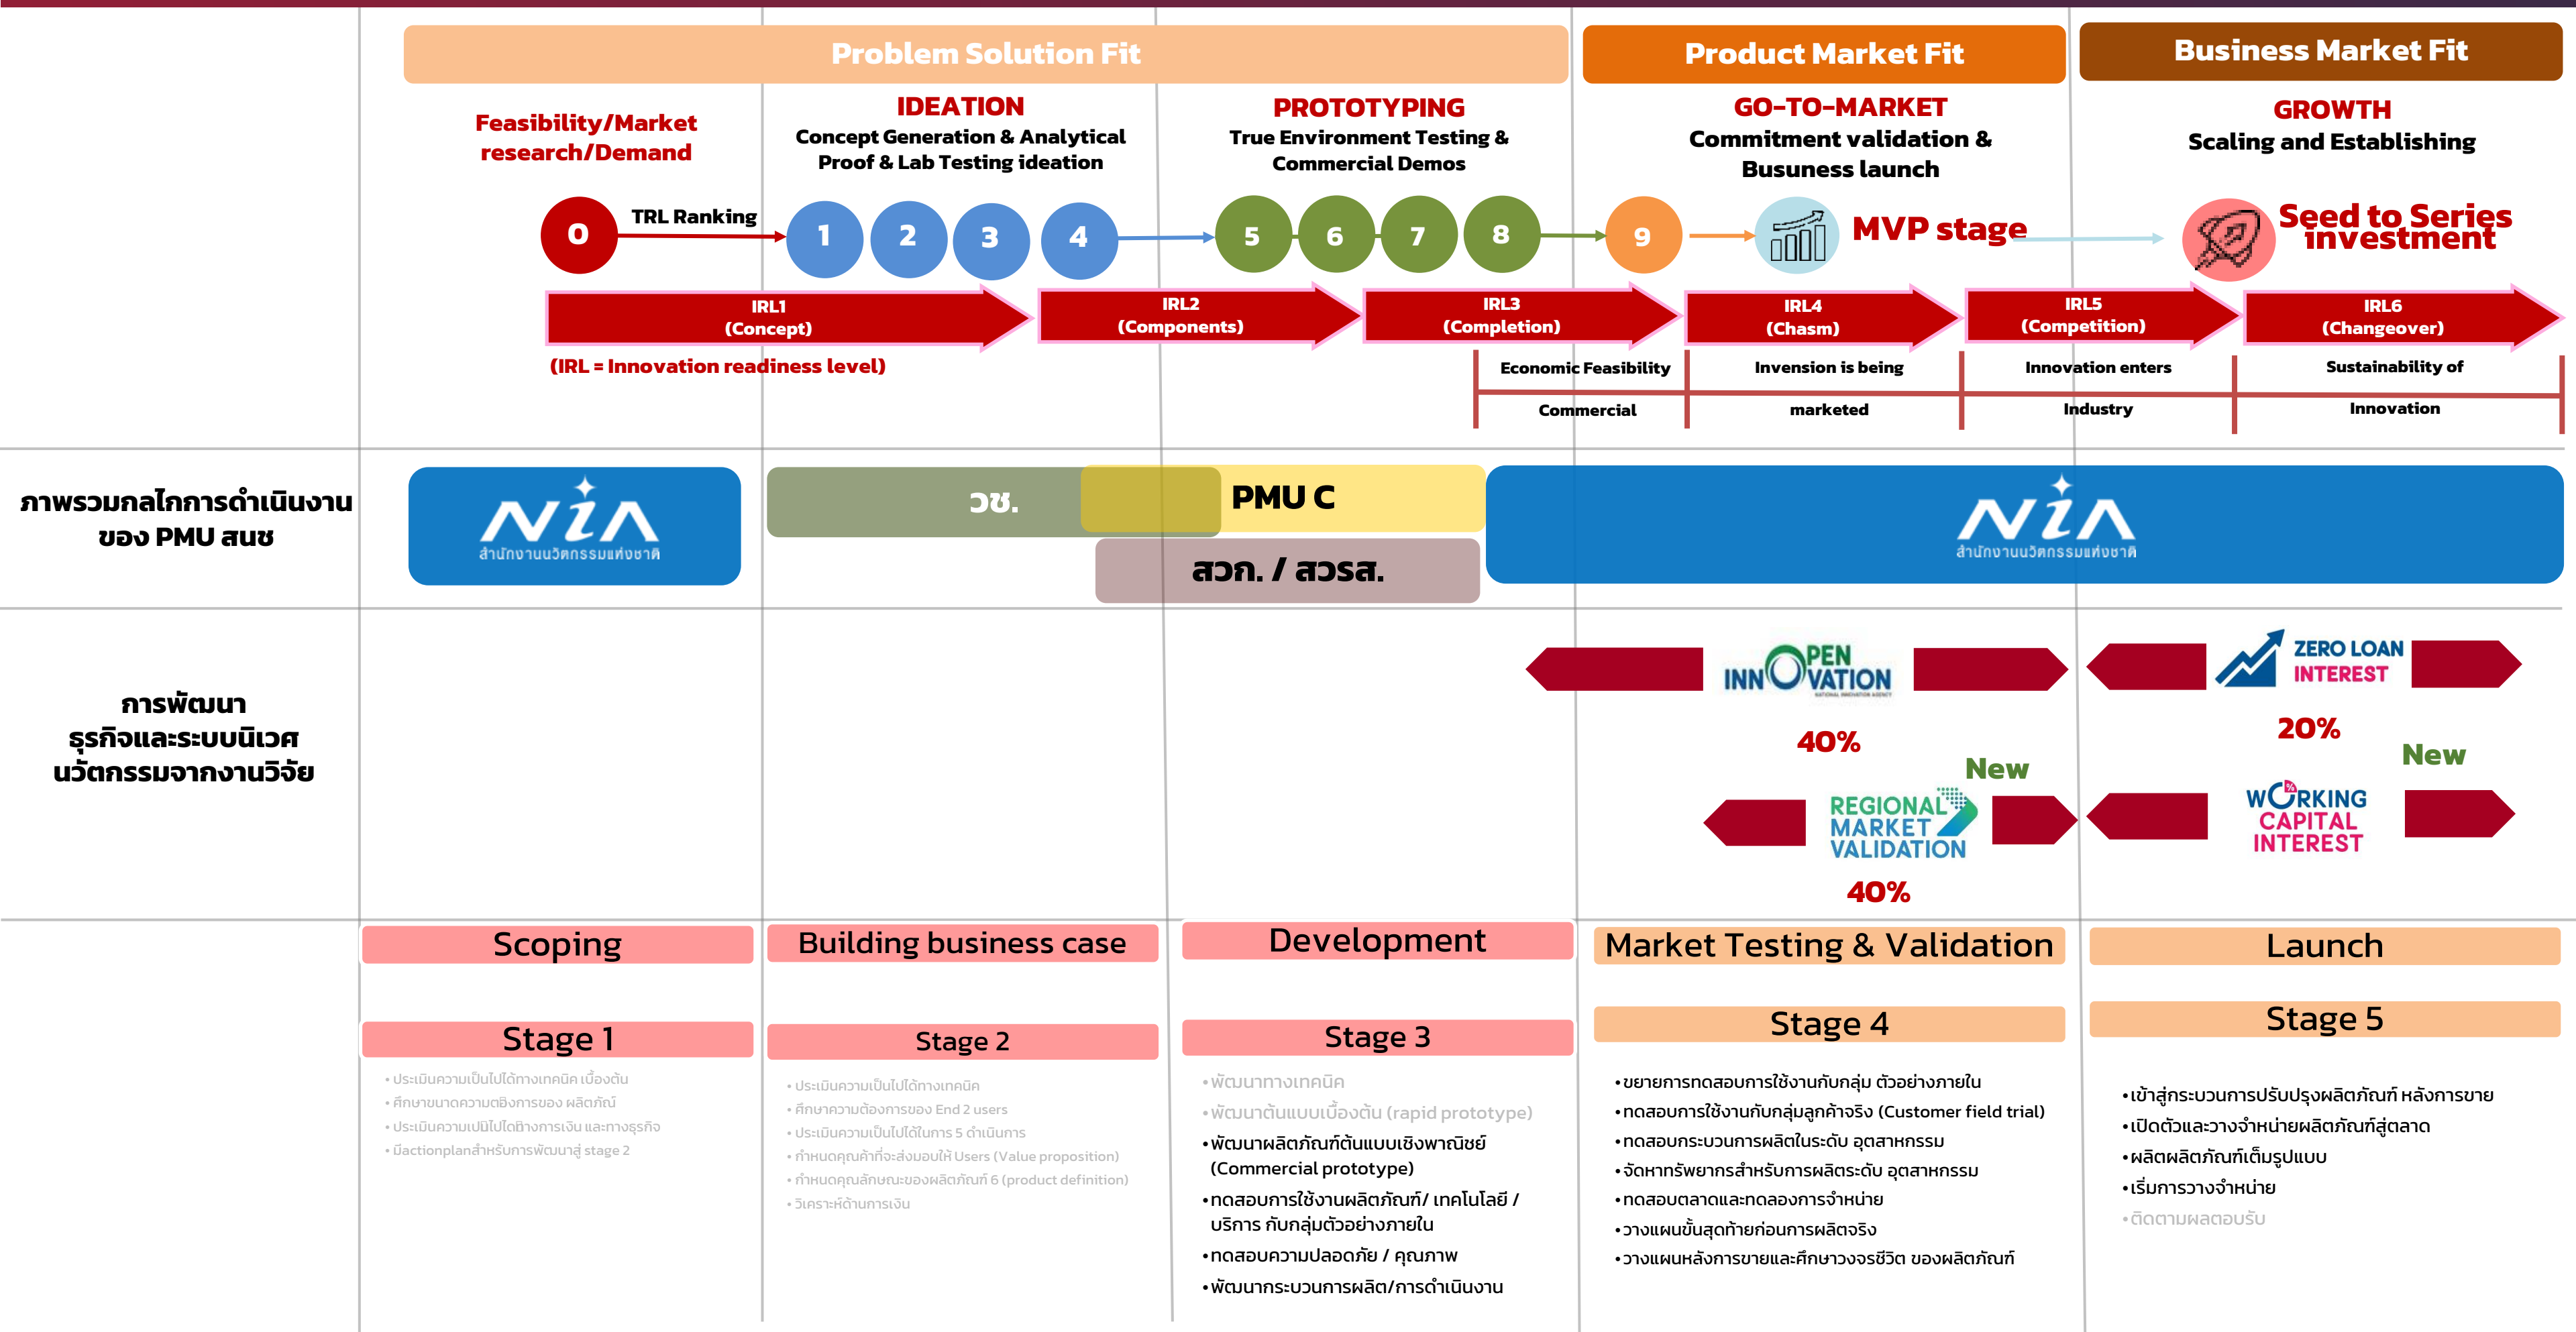 Problem Solution Fit
Product Market Fit
Business Market Fit
Feasibility/Market
research/Demand
IDEATION
Concept Generation & Analytical
Proof & Lab Testing ideation
PROTOTYPING
True Environment Testing &
Commercial Demos
GO-TO-MARKET
Commitment validation &
Busuness launch
GROWTH
Scaling and Establishing
0
TRL Ranking
1
2
3
4
5
6
7
8
9
MVP stage
Seed to Series
investment
IRL1
(Concept)
IRL2
(Components)
IRL3
(Completion)
IRL4
(Chasm)
IRL5
(Competition)
IRL6
(Changeover)
(IRL = Innovation readiness level)
Economic Feasibility
Commercial
Invension is being
marketed
Innovation enters
Industry
Sustainability of
Innovation
ภาพรวมกลไกการดำเนินงาน
ของ PMU สนช
NiA
สำนักงานนวัตกรรมแห่งชาติ
วช.
PMU C
สวก. / สวรส.
NiA
สำนักงานนวัตกรรมแห่งชาติ
การพัฒนา
ธุรกิจและระบบนิเวศ
นวัตกรรมจากงานวิจัย
OPEN
INNOVATION
NATIONAL INNOVATION AGENCY
40%
ZERO LOAN
INTEREST
20%
New
REGIONAL
MARKET
VALIDATION
40%
New
WORKING
CAPITAL
INTEREST
Scoping
Building business case
Development
Market Testing & Validation
Launch
Stage 1
Stage 2
Stage 3
Stage 4
Stage 5
• ประเมินความเป็นไปได้ทางเทคนิค เบื้องต้น
• ศึกษาขนาดความต้องการของ ผลิตภัณ์
• ประเมินความเป็นไปได้ทางการเงิน และทางธุรกิจ
• มีactionplanสำหรับการพัฒนาสู่ stage 2
• ประเมินความเป็นไปได้ทางเทคนิค
• ศึกษาความต้องการของ End 2 users
• ประเมินความเป็นไปได้ในการ 5 ดำเนินการ
• กำหนดคุณค้าที่จะส่งมอบให้ Users (Value proposition)
• กำหนดคุณลักษณะของผลิตภัณฑ์ 6 (product definition)
• วิเคราะห์ด้านการเงิน
• พัฒนาทางเทคนิค
• พัฒนาต้นแบบเบื้องต้น (rapid prototype)
• พัฒนาผลิตภัณฑ์ต้นแบบเชิงพาณิชย์
(Commercial prototype)
• ทดสอบการใช้งานผลิตภัณฑ์/ เทคโนโลยี /
บริการ กับกลุ่มตัวอย่างภายใน
• ทดสอบความปลอดภัย / คุณภาพ
• พัฒนากระบวนการผลิต/การดำเนินงาน
• ขยายการทดสอบการใช้งานกับกลุ่ม ตัวอย่างภายใน
• ทดสอบการใช้งานกับกลุ่มลูกค้าจริง (Customer field trial)
• ทดสอบกระบวนการผลิตในระดับ อุตสาหกรรม
• จัดหาทรัพยากรสำหรับการผลิตระดับ อุตสาหกรรม
• ทดสอบตลาดและทดลองการจำหน่าย
• วางแผนขั้นสุดท้ายก่อนการผลิตจริง
• วางแผนหลังการขายและศึกษาวงจรชีวิต ของผลิตภัณฑ์
• เข้าสู่กระบวนการปรับปรุงผลิตภัณฑ์ หลังการขาย
• เปิดตัวและวางจำหน่ายผลิตภัณฑ์สู่ตลาด
• ผลิตผลิตภัณฑ์เต็มรูปแบบ
• เริ่มการวางจำหน่าย
• ติดตามผลตอบรับ